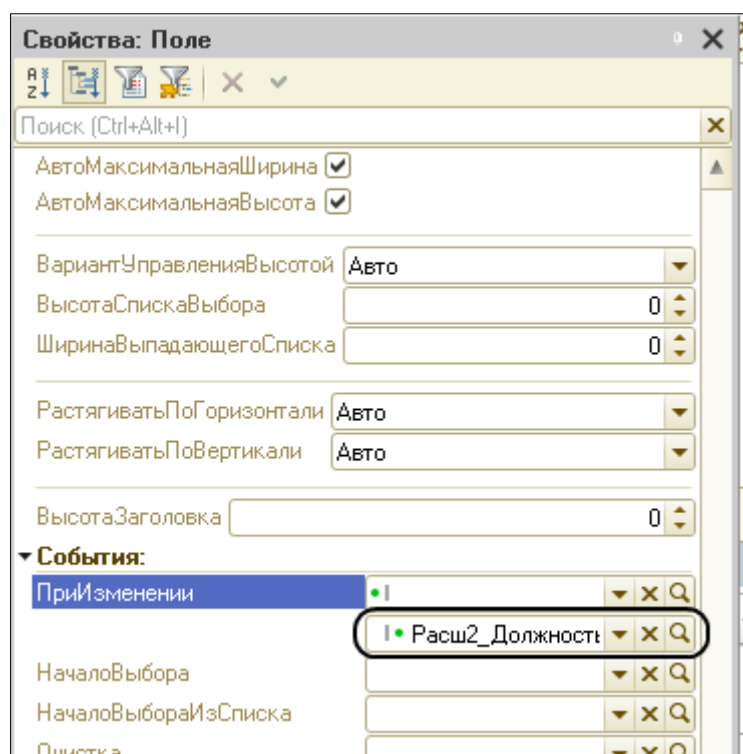 Свойства: Поле
Поиск (Ctrl+Alt+I)
АвтоМаксимальнаяШирина
АвтоМаксимальнаяВысота
ВариантУправленияВысотой Авто
ВысотаСпискаВыбора 0
ШиринаВыпадающегоСписка 0
РастягиватьПоГоризонтали Авто
РастягиватьПоВертикали Авто
ВысотаЗаголовка 0
События:
ПриИзменении
Расш2_Должность
НачалоВыбора
НачалоВыбораИзСписка
Очистка